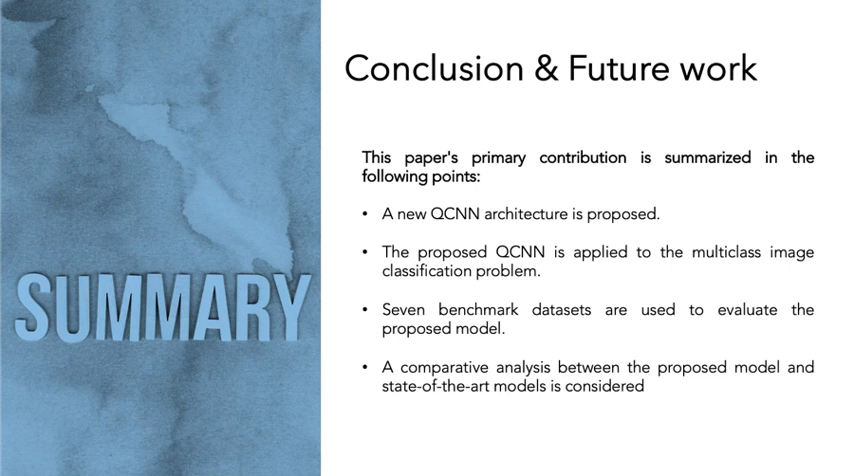 Conclusion & Future work
This paper's primary contribution is summarized in the
following points:
• A new QCNN architecture is proposed.
• The proposed QCNN is applied to the multiclass image
classification problem.
• Seven benchmark datasets are used to evaluate the
proposed model.
• A comparative analysis between the proposed model and
state-of-the-art models is considered
SUMMARY